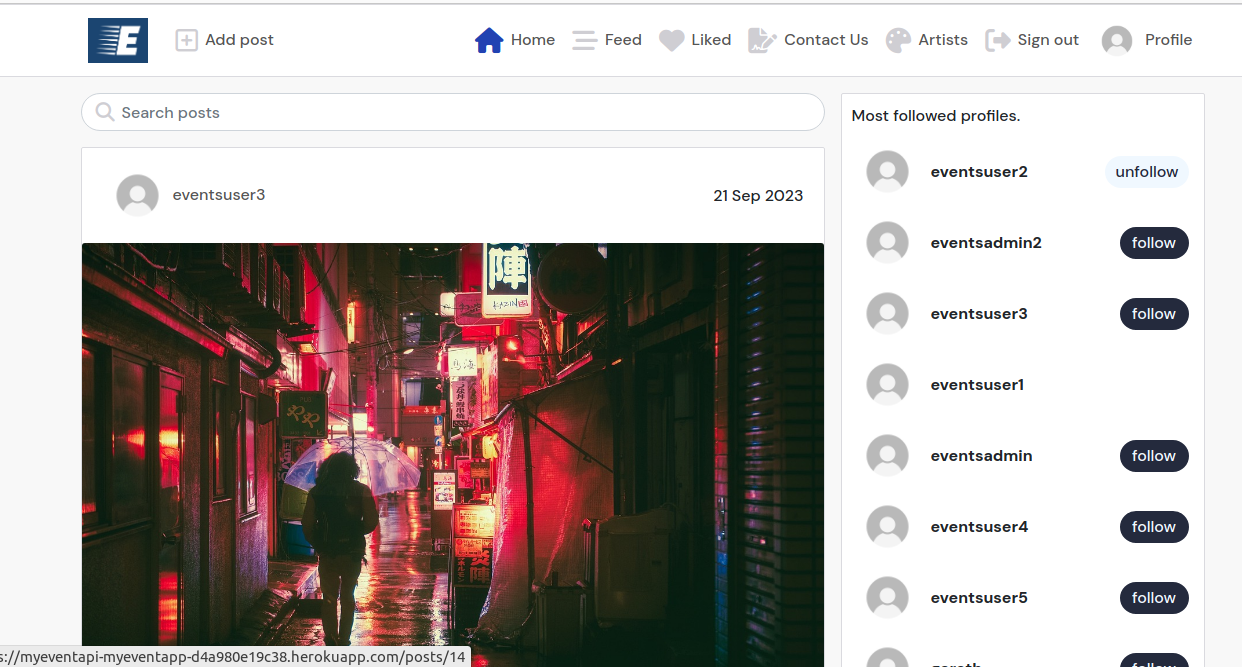 E
Add post
Home
Feed
Liked
Contact Us
Artists
Sign out
Profile
Search posts
eventsuser3
21 Sep 2023
陣
KAZINE
RR
Most followed profiles.
eventsuser2
unfollow
eventsadmin2
follow
eventsuser3
follow
eventsuser1
eventsadmin
follow
eventsuser4
follow
eventsuser5
follow
s://myeventapi-myeventapp-d4a980e19c38.herokuapp.com/posts/14